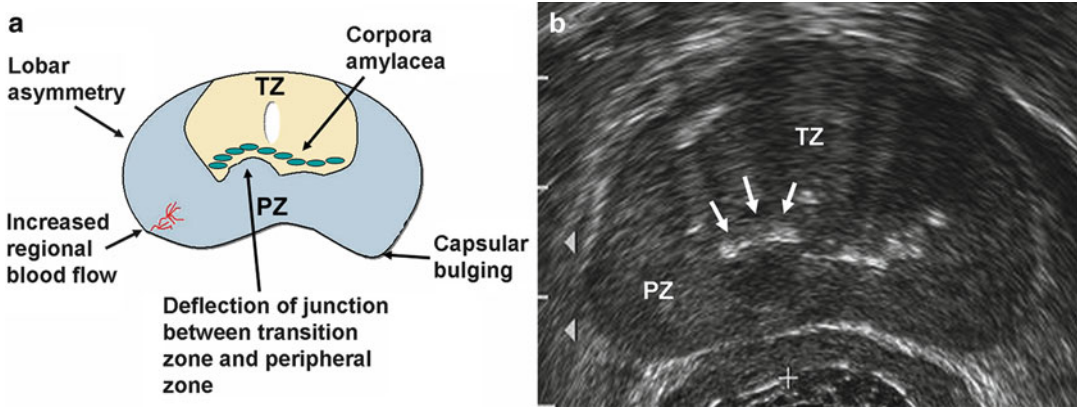 a
Lobar
asymmetry
TZ
Corpora
amylacea
PZ
Increased
regional
blood flow
Capsular
bulging
Deflection of junction
between transition
zone and peripheral
zone
b
TZ
PZ